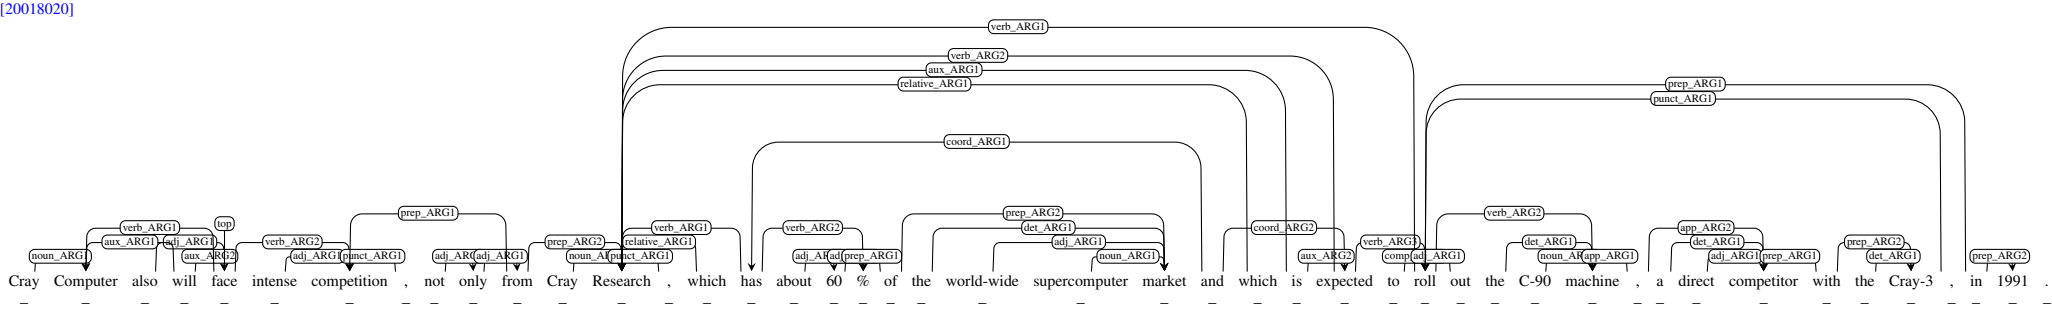 [20018020]
verb_ARG1
verb_ARG2
aux_ARG1
relative_ARG1
prep_ARG1
punct_ARG1
coord_ARG1
prep_ARG1 prep_ARG2 verb_ARG2
verb_ARG1 top verb_ARG1 verb_ARG2 det_ARG1 coord_ARG2 app_ARG2
aux_ARG1 adj_ARG1 verb_ARG2 prep_ARG2 relative_ARG1 adj_ARG1 verb_ARG3 det_ARG1 det_ARG1 prep_ARG2
noun_ARG1 aux_ARG2 adj_ARG1 punct_ARG1 adj_ARG1 punct_ARG1 prep_ARG1 noun_ARG1 aux_ARG2 adj_ARG1 app_ARG1 adj_ARG1 prep_ARG1 det_ARG1 prep_ARG2
Cray Computer also will face intense competition , not only from Cray Research , which has about 60 % of the world-wide supercomputer market and which is expected to roll out the C-90 machine , a direct competitor with the Cray-3 , in 1991 .
_ _ _ _ _ _ _ _ _ _ _ _ _ _ _ _ _ _ _ _ _ _ _ _ _ _ _ _ _ _ _ _ _ _ _ _ _ _ _ _ _ _ _ _ _